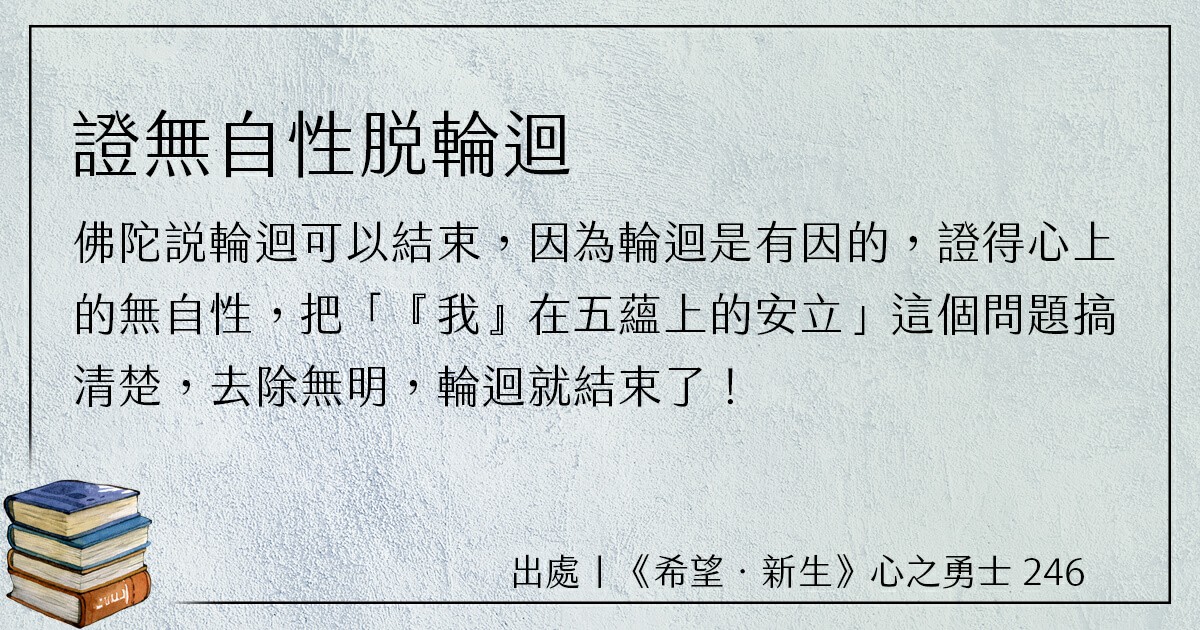 證無自性脱輪迴
佛陀説輪迴可以結束，因為輪迴是有因的，證得心上
的無自性，把「『我』在五蘊上的安立」這個問題搞
清楚，去除無明，輪迴就結束了！
出處〡《希望．新生》心之勇士 246